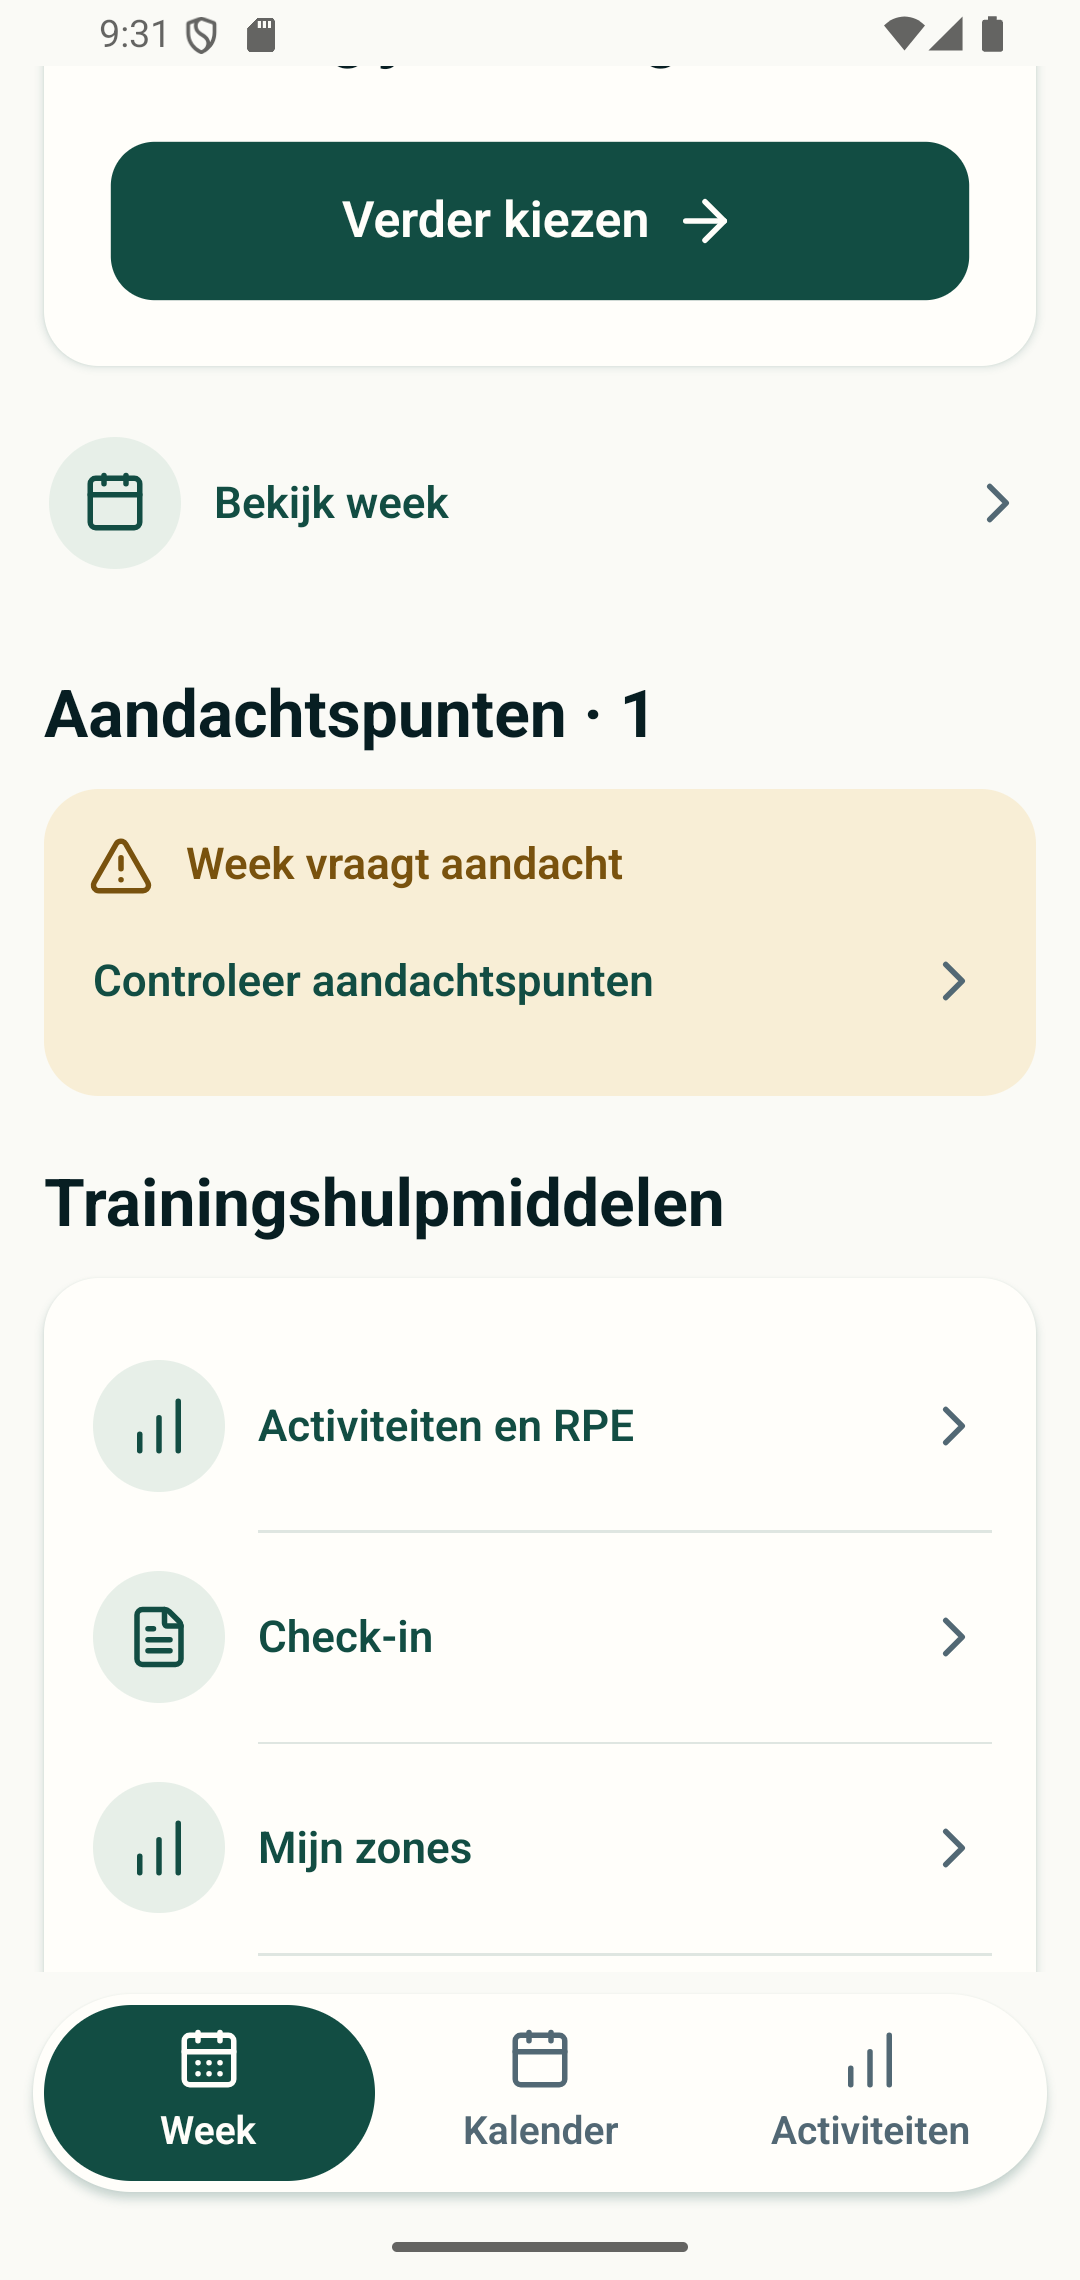 9:31
Verder kiezen
Bekijk week
Aandachtspunten · 1
Week vraagt aandacht
Controleer aandachtspunten
Trainingshulpmiddelen
Activiteiten en RPE
Check-in
Mijn zones
Week
Kalender
Activiteiten